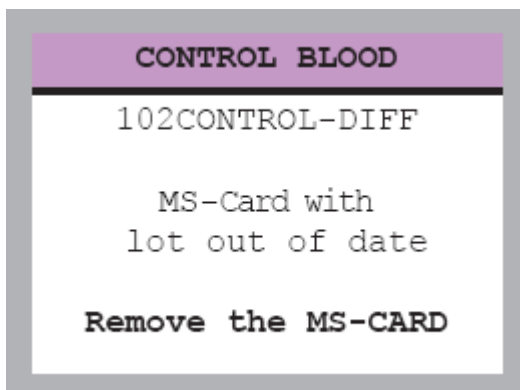 CONTROL BLOOD
102CONTROL-DIFF
MS-Card with
lot out of date
Remove the MS-CARD